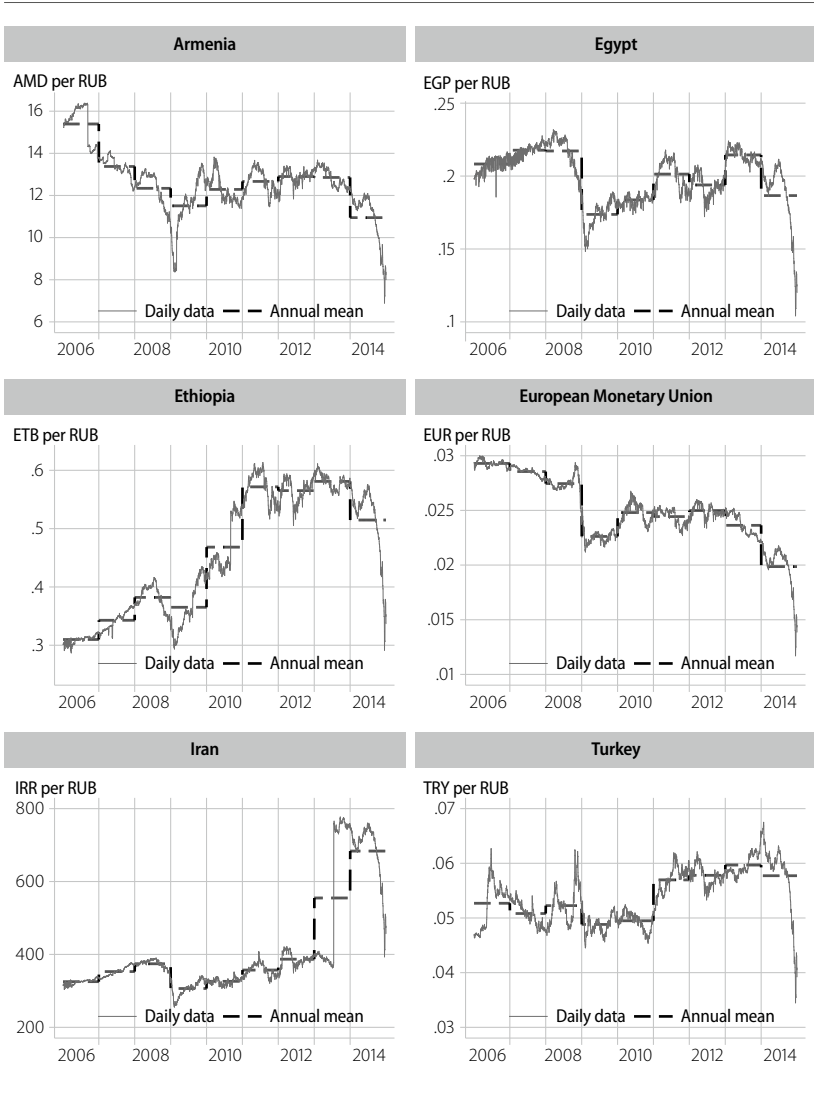 Armenia
AMD per RUB
16
14
12
10
8
6
Daily data Annual mean
2006 2008 2010 2012 2014
Egypt
EGP per RUB
.25
.2
.15
.1
Daily data Annual mean
2006 2008 2010 2012 2014
Ethiopia
ETB per RUB
.6
.5
.4
.3
Daily data Annual mean
2006 2008 2010 2012 2014
European Monetary Union
EUR per RUB
.03
.025
.02
.015
.01
Daily data Annual mean
2006 2008 2010 2012 2014
Iran
IRR per RUB
800
600
400
200
Daily data Annual mean
2006 2008 2010 2012 2014
Turkey
TRY per RUB
.07
.06
.05
.04
.03
Daily data Annual mean
2006 2008 2010 2012 2014